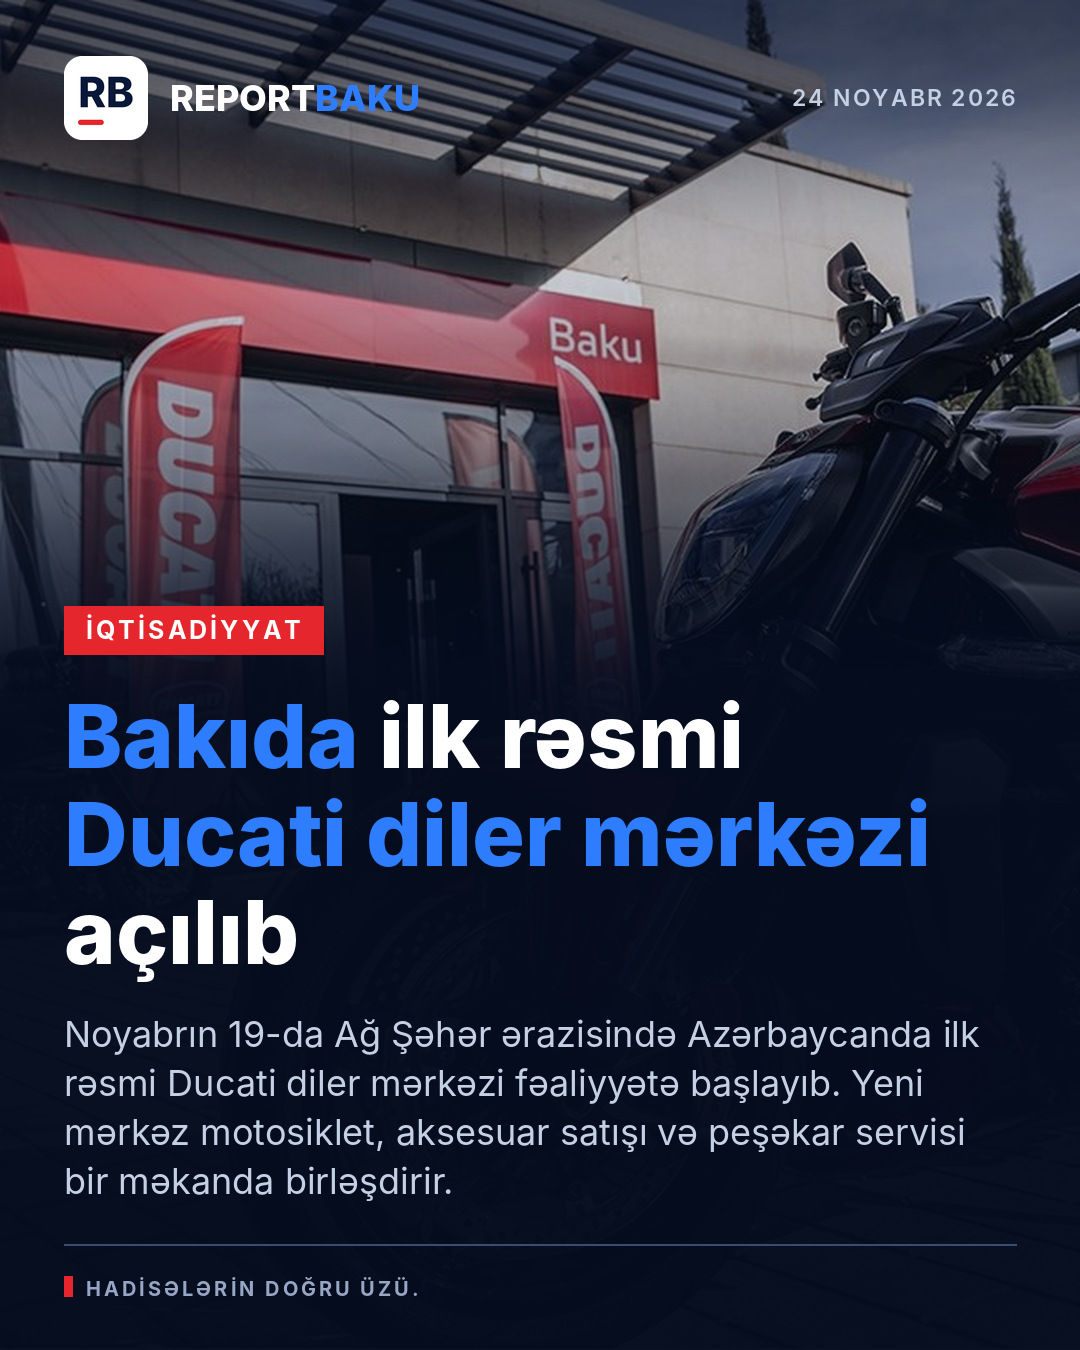 RB
REPORTBAKU
24 NOYABR 2026
Baku
DUCATI
DUCATI
İQTİSADİYYAT
Bakıda ilk rəsmi
Ducati diler mərkəzi
açılıb
Noyabrın 19-da Ağ Şəhər ərazisində Azərbaycanda ilk
rəsmi Ducati diler mərkəzi fəaliyyətə başlayıb. Yeni
mərkəz motosiklet, aksesuar satışı və peşəkar servisi
bir məkanda birləşdirir.
HADİSƏLƏRİN DOĞRU ÜZÜ.